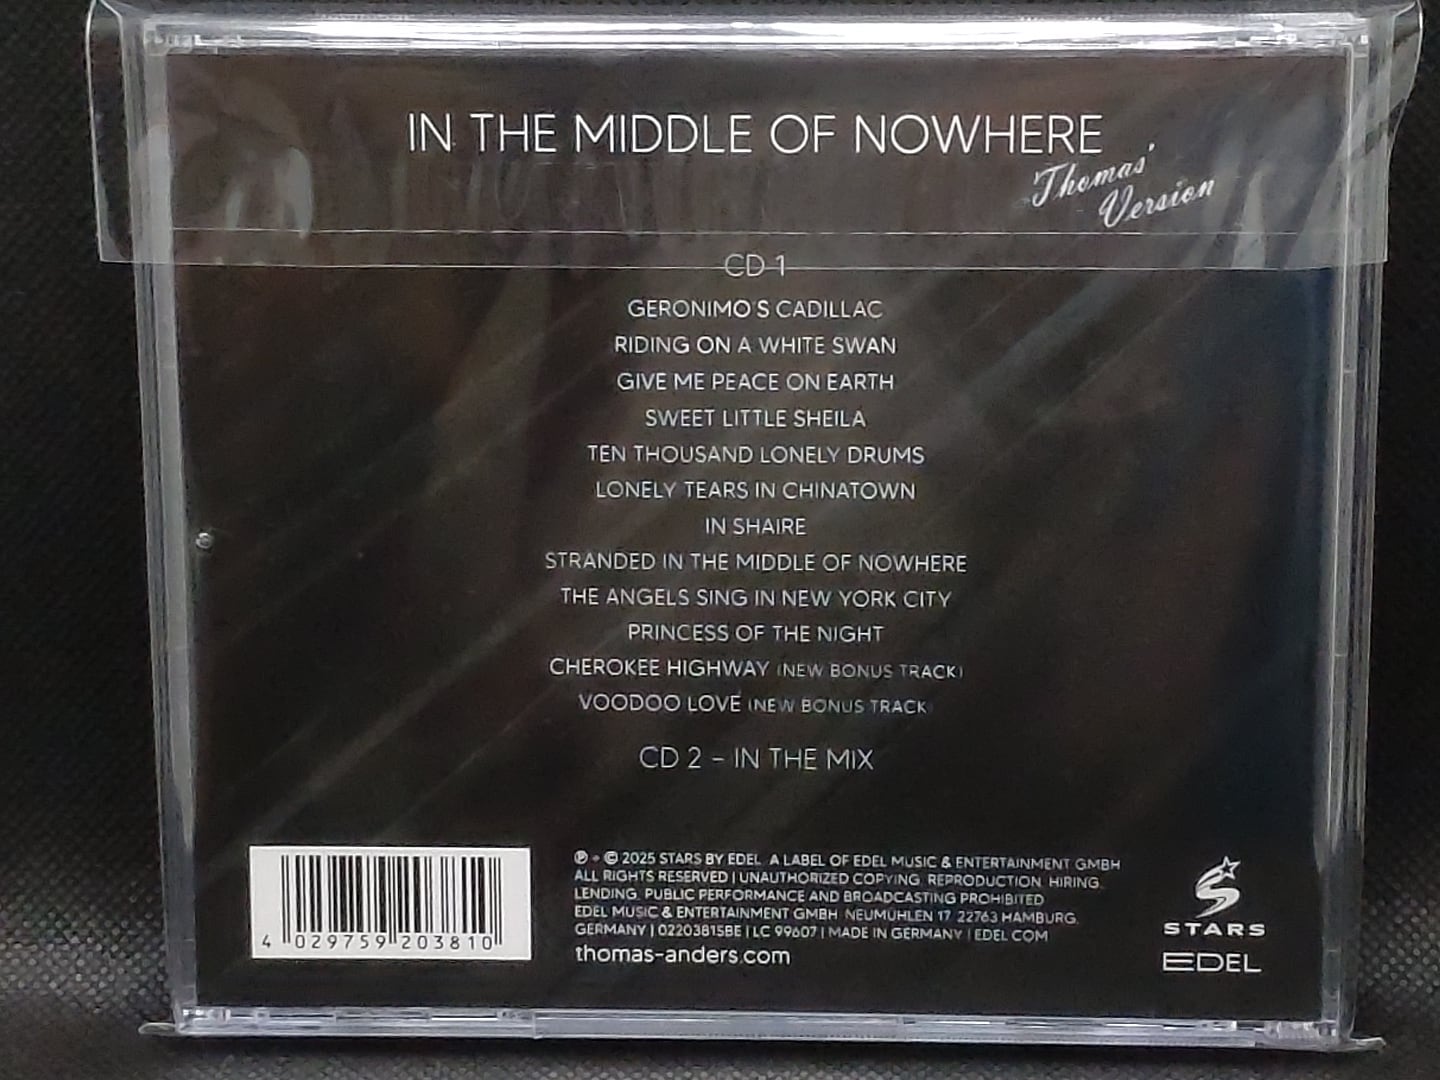 IN THE MIDDLE OF NOWHERE
Thomas'
Version
CD 1
GERONIMO'S CADILLAC
RIDING ON A WHITE SWAN
GIVE ME PEACE ON EARTH
SWEET LITTLE SHEILA
TEN THOUSAND LONELY DRUMS
LONELY TEARS IN CHINATOWN
IN SHAIRE
STRANDED IN THE MIDDLE OF NOWHERE
THE ANGELS SING IN NEW YORK CITY
PRINCESS OF THE NIGHT
CHEROKEE HIGHWAY (NEW BONUS TRACK)
VOODOO LOVE (NEW BONUS TRACK
CD 2 – IN THE MIX
4 029759 203810
℗ + © 2025 STARS BY EDEL. A LABEL OF EDEL MUSIC & ENTERTAINMENT GMBH
ALL RIGHTS RESERVED | UNAUTHORIZED COPYING, REPRODUCTION, HIRING,
LENDING, PUBLIC PERFORMANCE AND BROADCASTING PROHIBITED
EDEL MUSIC & ENTERTAINMENT GMBH, NEUMÜHLEN 17, 22763 HAMBURG,
GERMANY | 0220381SBE | LC 99607 | MADE IN GERMANY | EDEL.COM
thomas-anders.com
STARS
EDEL